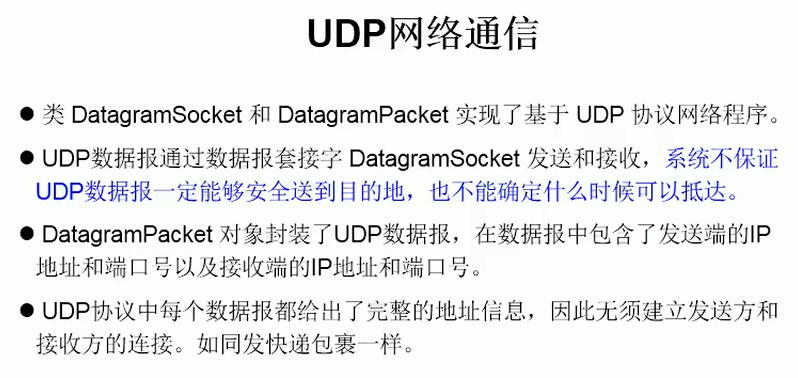 UDP网络通信
● 类 DatagramSocket 和 DatagramPacket 实现了基于 UDP 协议网络程序。
● UDP数据报通过数据报套接字 DatagramSocket 发送和接收，系统不保证
UDP数据报一定能够安全送到目的地，也不能确定什么时候可以抵达。
● DatagramPacket 对象封装了UDP数据报，在数据报中包含了发送端的IP
地址和端口号以及接收端的IP地址和端口号。
● UDP协议中每个数据报都给出了完整的地址信息，因此无须建立发送方和
接收方的连接。如同发快递包裹一样。